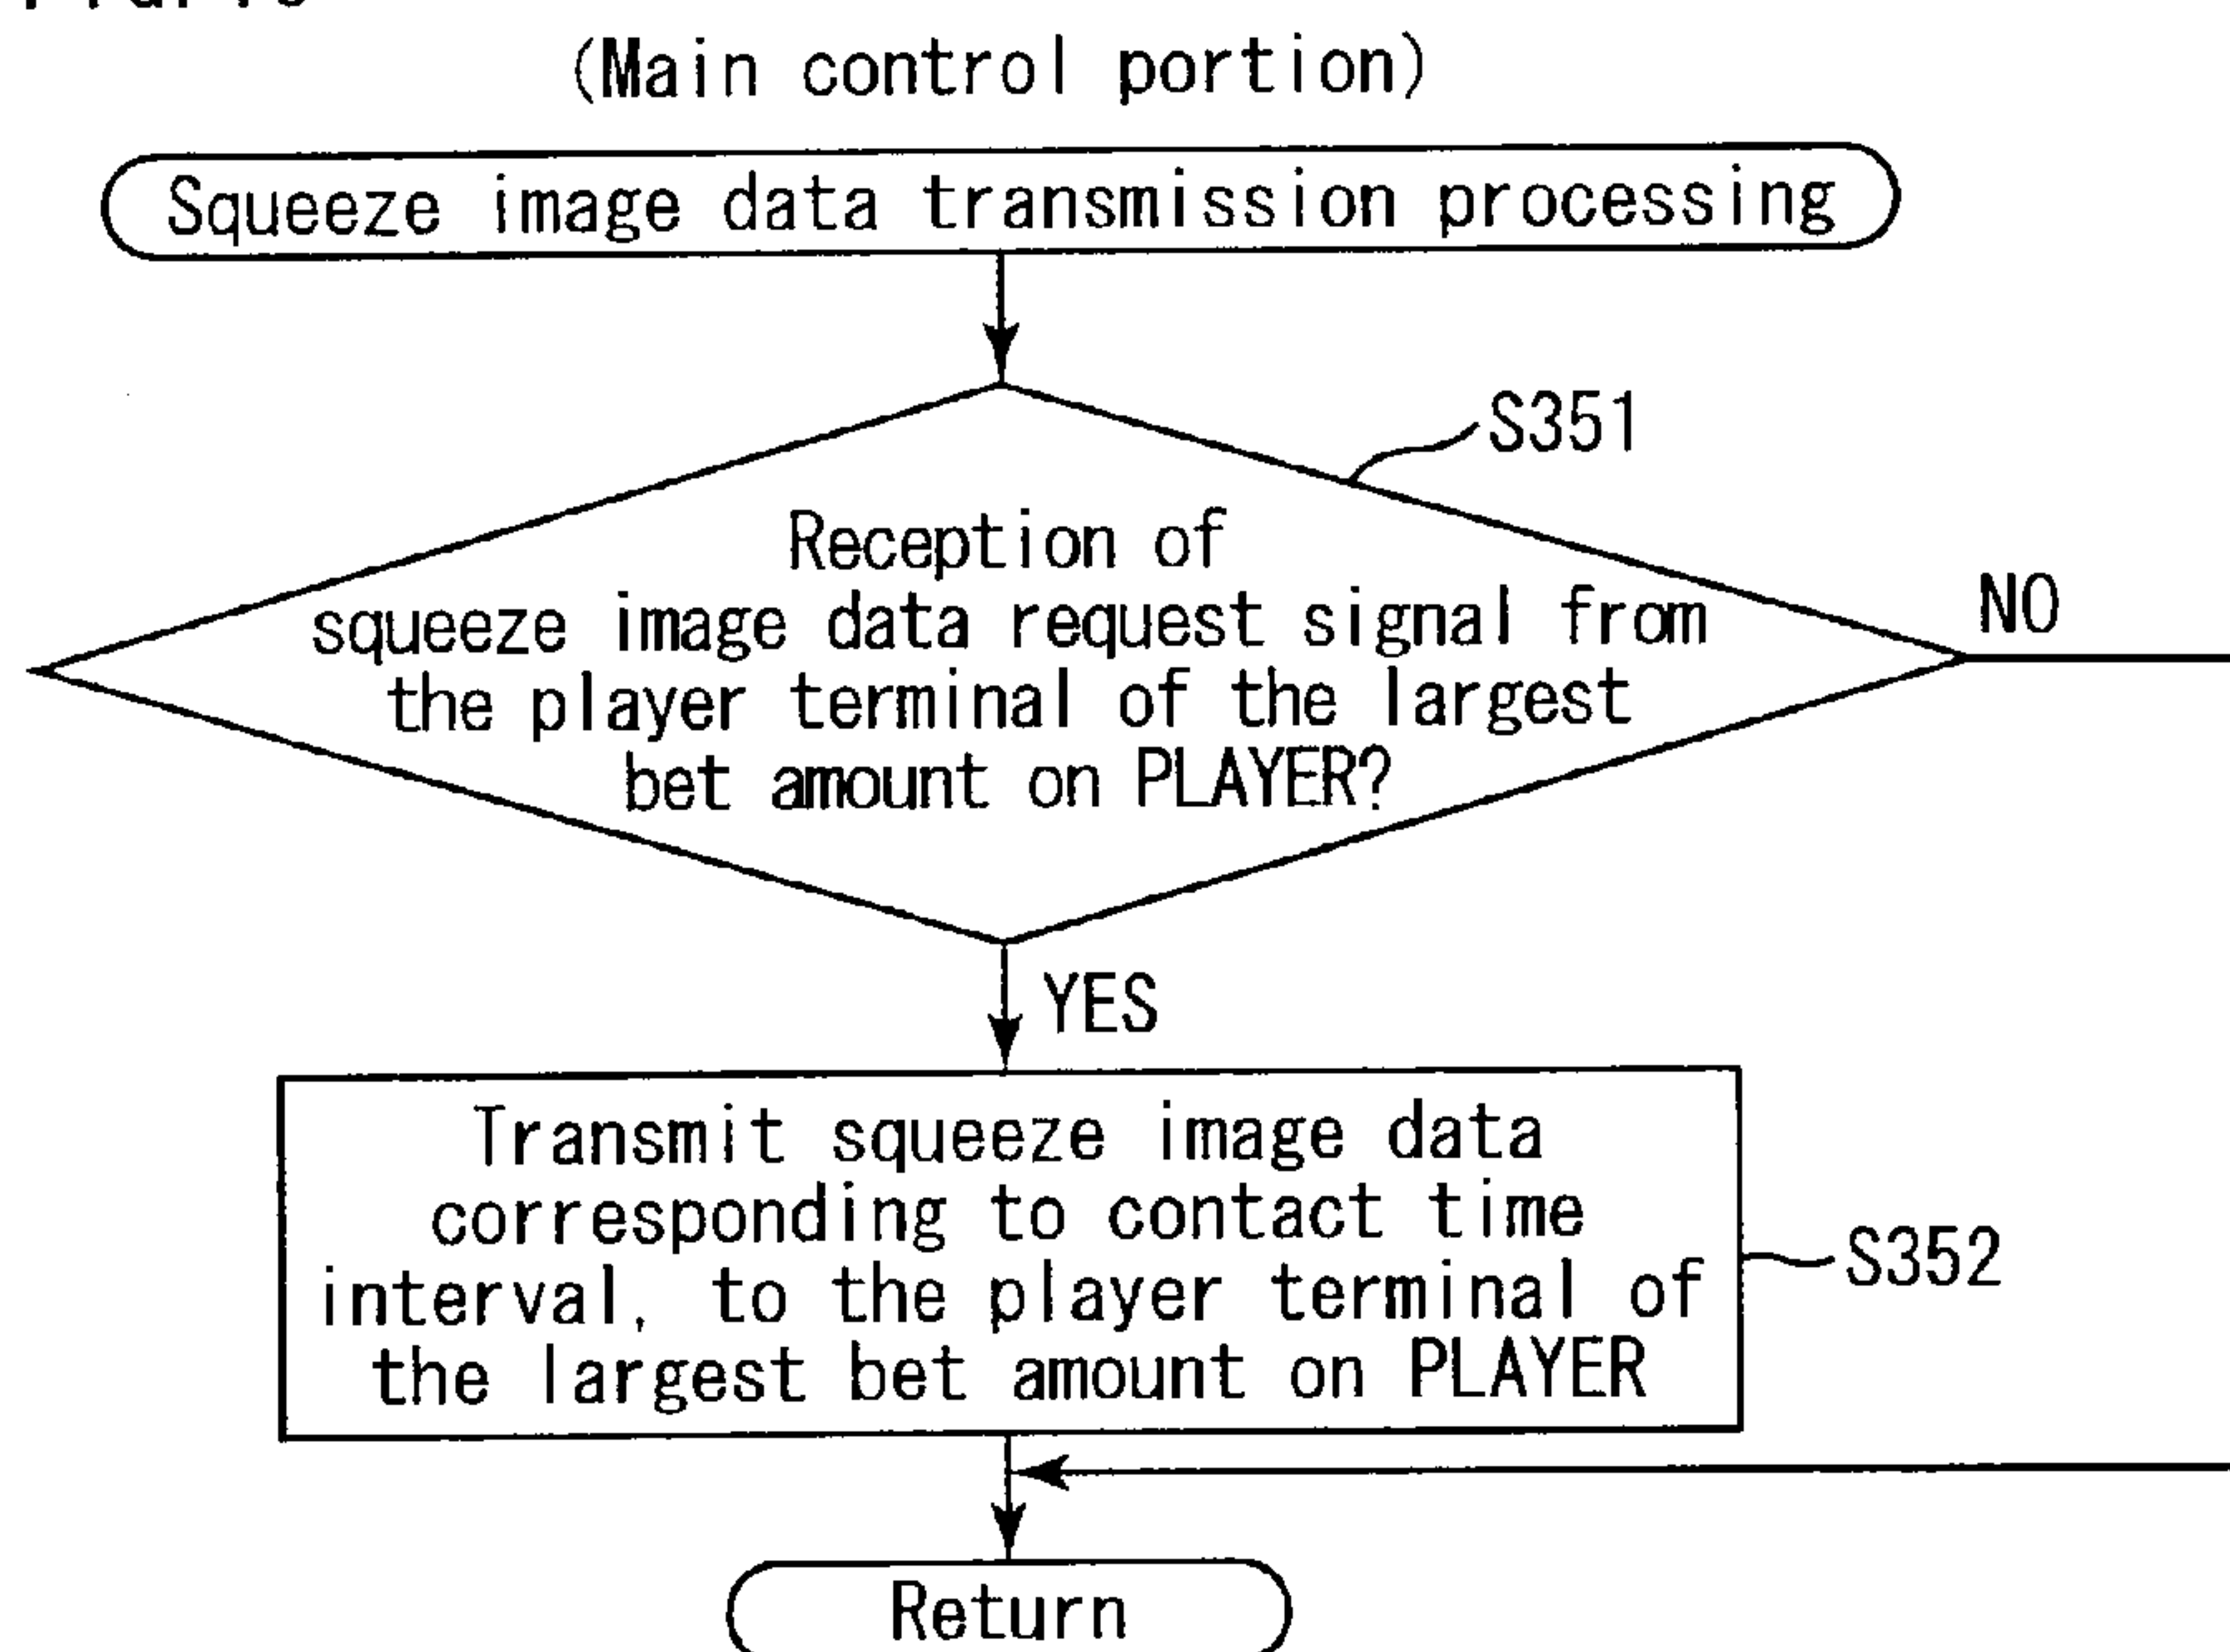 (Main control portion)
Squeeze image data transmission processing
S351
Reception of
squeeze image data request signal from
the player terminal of the largest
bet amount on PLAYER?
NO
YES
Transmit squeeze image data
corresponding to contact time
interval, to the player terminal of
the largest bet amount on PLAYER
S352
Return